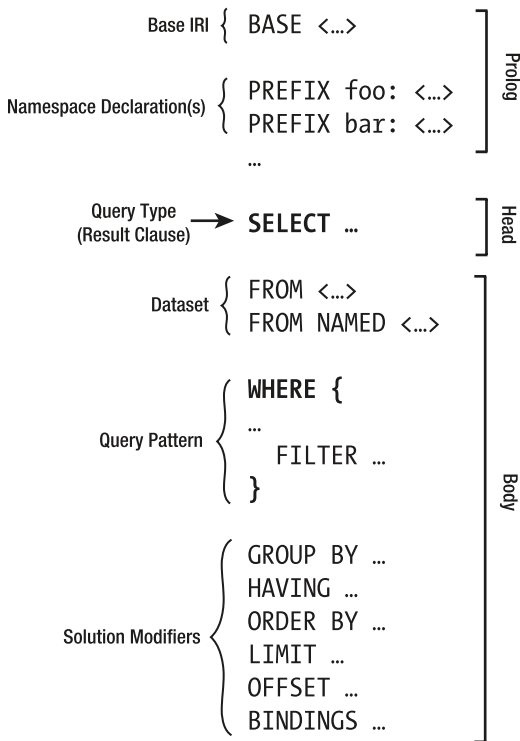 Base IRI { BASE <…>
Prolog
Namespace Declaration(s) { PREFIX foo: <…>
PREFIX bar: <…>
…
Query Type
(Result Clause)
SELECT …
Head
Dataset { FROM <…>
FROM NAMED <…>
Query Pattern { WHERE {
…
FILTER …
}
Body
Solution Modifiers { GROUP BY …
HAVING …
ORDER BY …
LIMIT …
OFFSET …
BINDINGS …